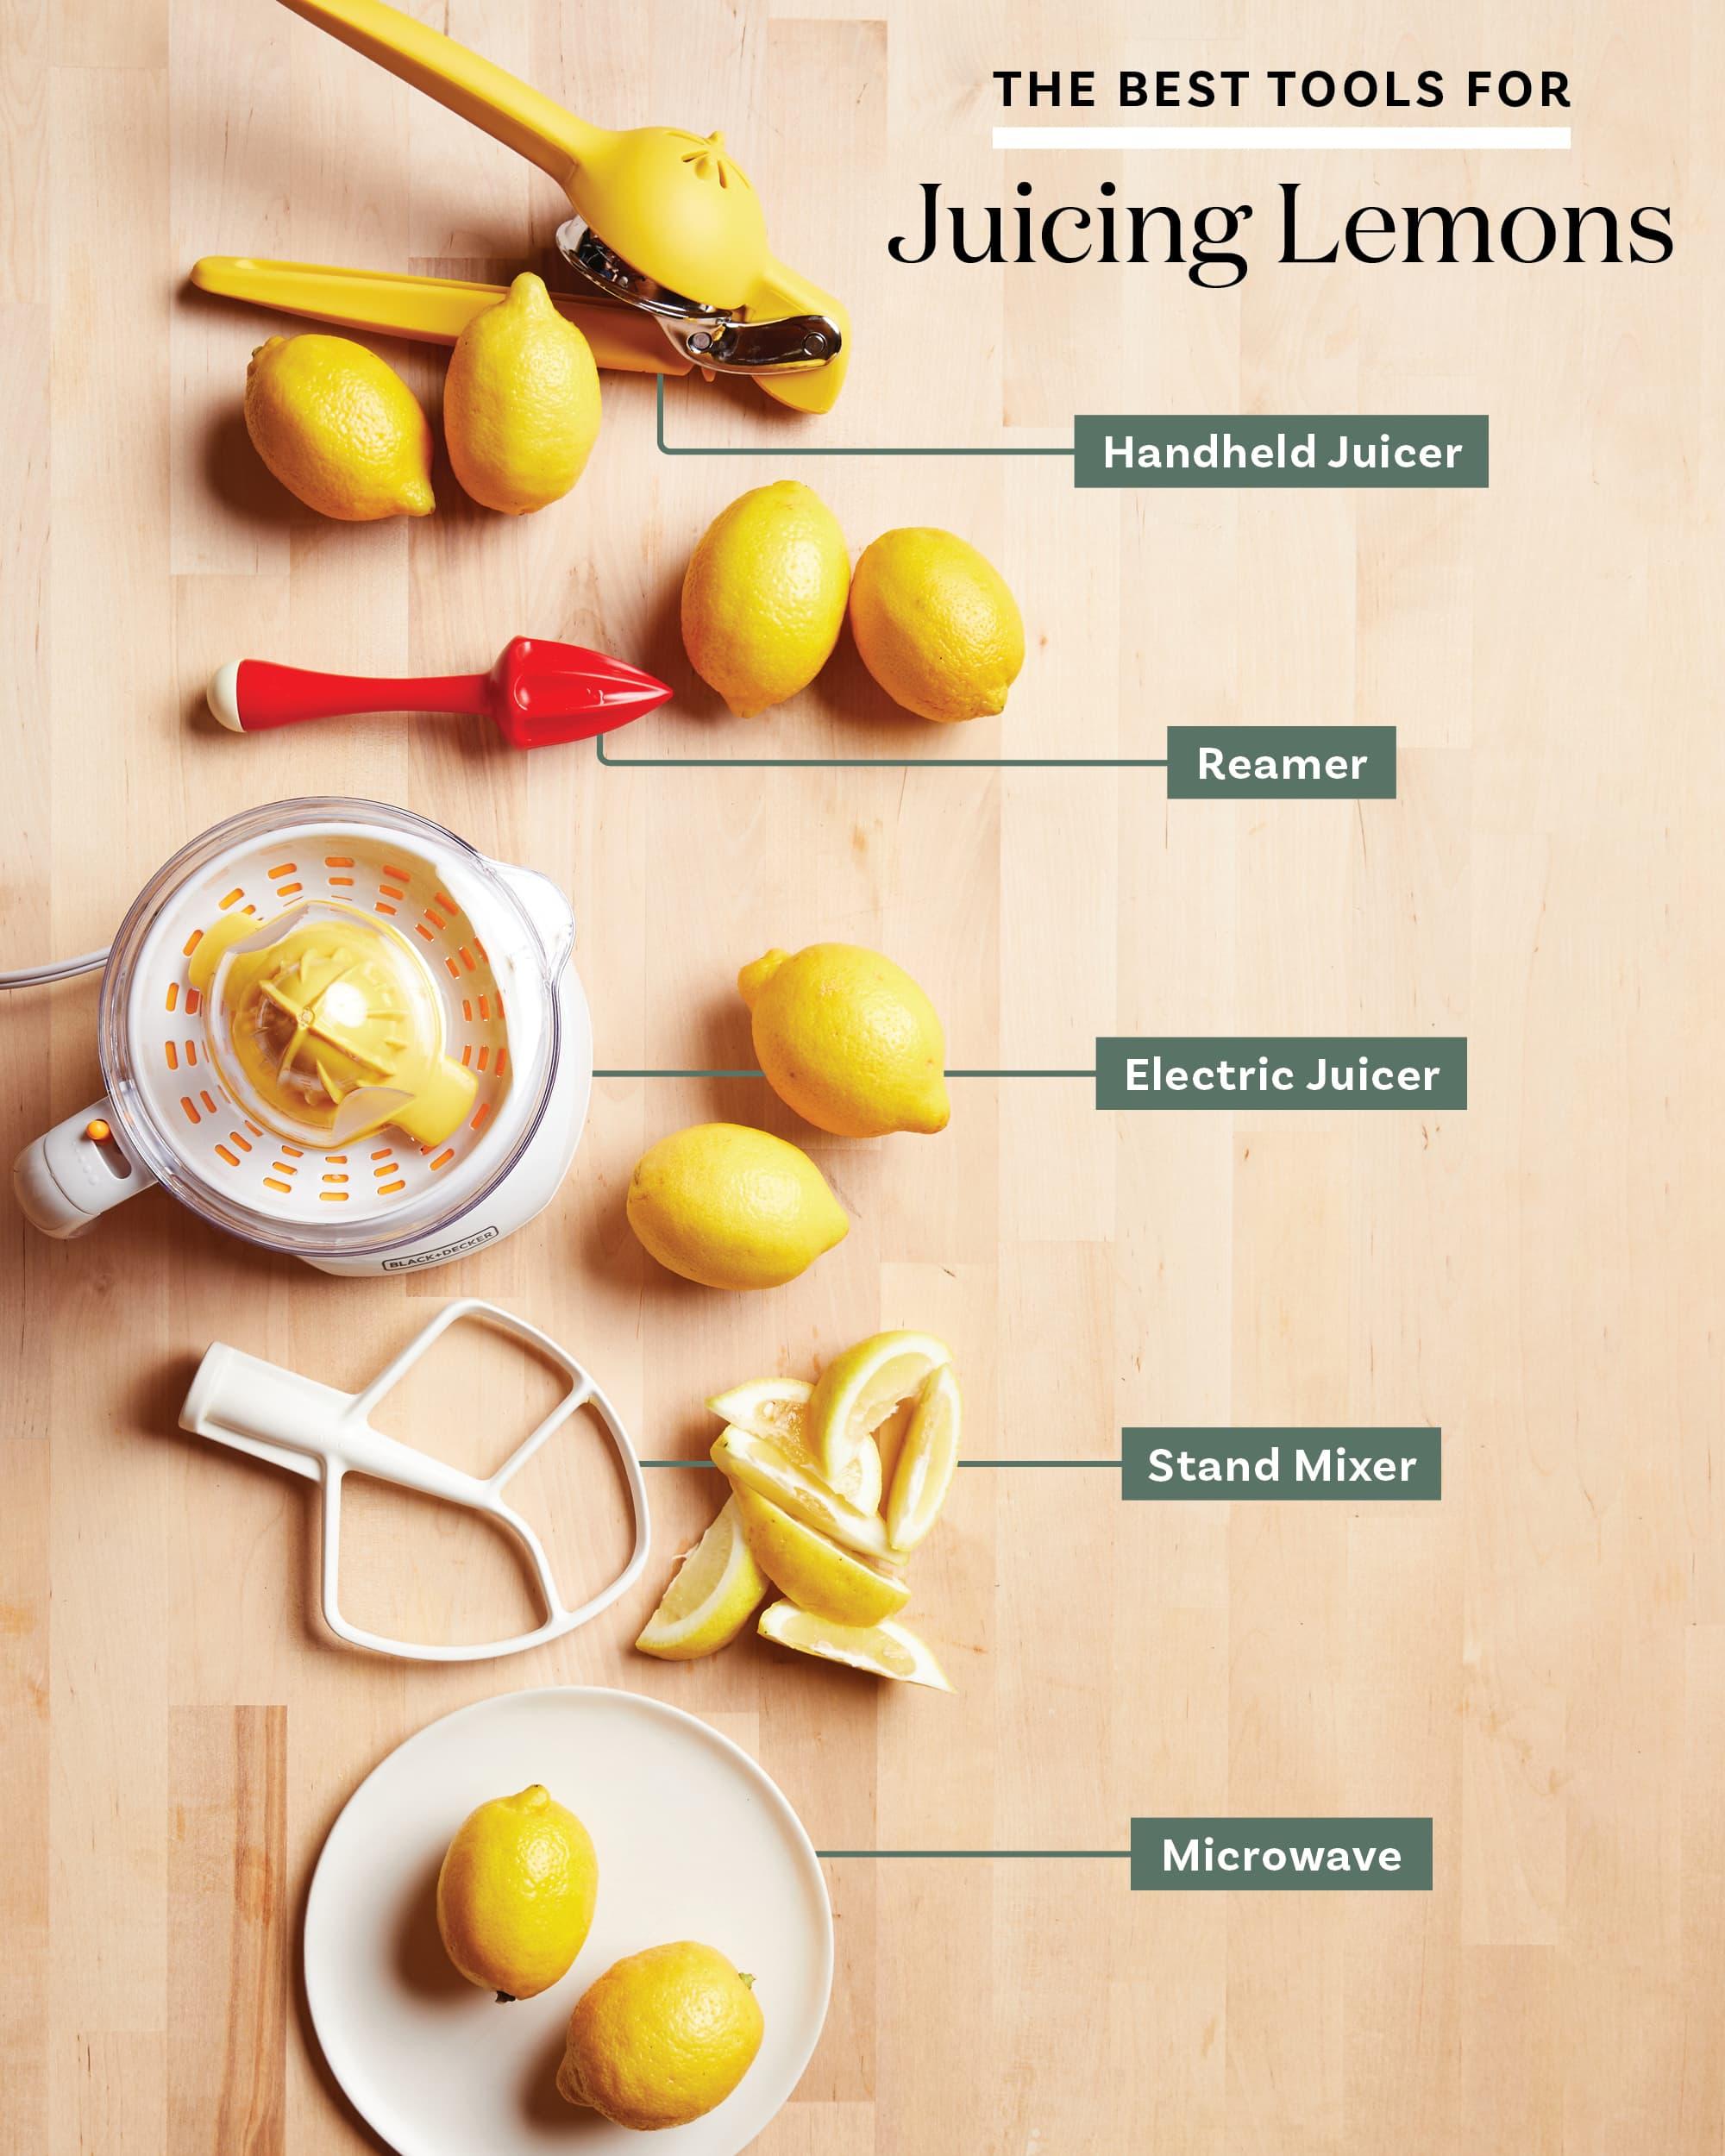 THE BEST TOOLS FOR
Juicing Lemons
Handheld Juicer
Reamer
Electric Juicer
BLACK+DECKER
Stand Mixer
Microwave